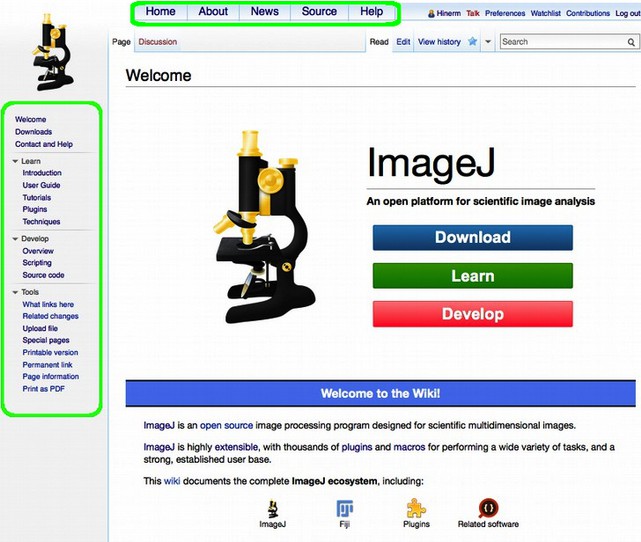 Home About News Source Help
Hinerm Talk Preferences Watchlist Contributions Log out
Page Discussion Read Edit View history Search
Welcome
Downloads
Contact and Help
Learn
Introduction
User Guide
Tutorials
Plugins
Techniques
Develop
Overview
Scripting
Source code
Tools
What links here
Related changes
Upload file
Special pages
Printable version
Permanent link
Page information
Print as PDF
Welcome
ImageJ
An open platform for scientific image analysis
Download
Learn
Develop
Welcome to the Wiki!
ImageJ is an open source image processing program designed for scientific multidimensional images.
ImageJ is highly extensible, with thousands of plugins and macros for performing a wide variety of tasks, and a
strong, established user base.
This wiki documents the complete ImageJ ecosystem, including:
ImageJ Fiji Plugins Related software